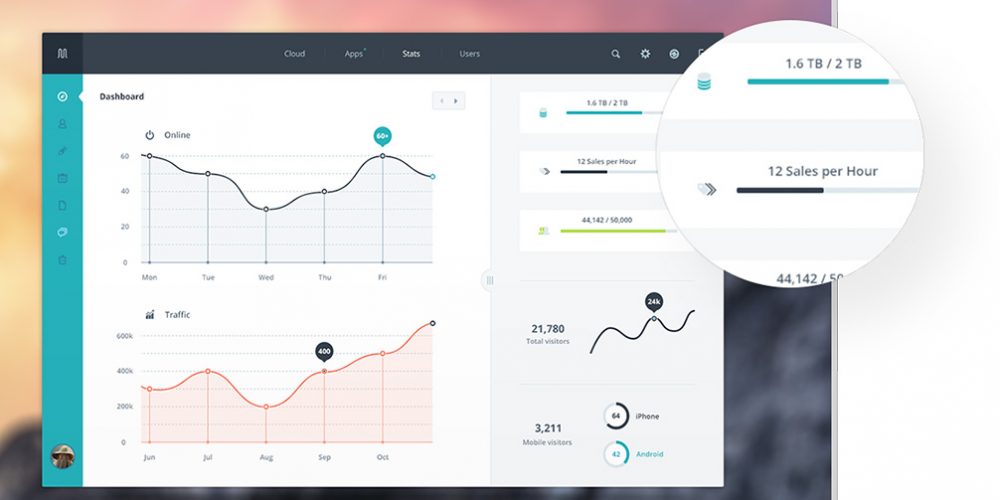 Cloud
Apps
Stats
Users
Dashboard
Online
60+
60
40
20
0
Mon Tue Wed Thu Fri
Traffic
400
600k
400k
200k
0
Jun Jul Aug Sep Oct
1.6 TB / 2 TB
12 Sales per Hour
44,142 / 50,000
24k
21,780
Total visitors
3,211
Mobile visitors
64 iPhone
42 Android
1.6 TB / 2 TB
12 Sales per Hour
44,142 / 50